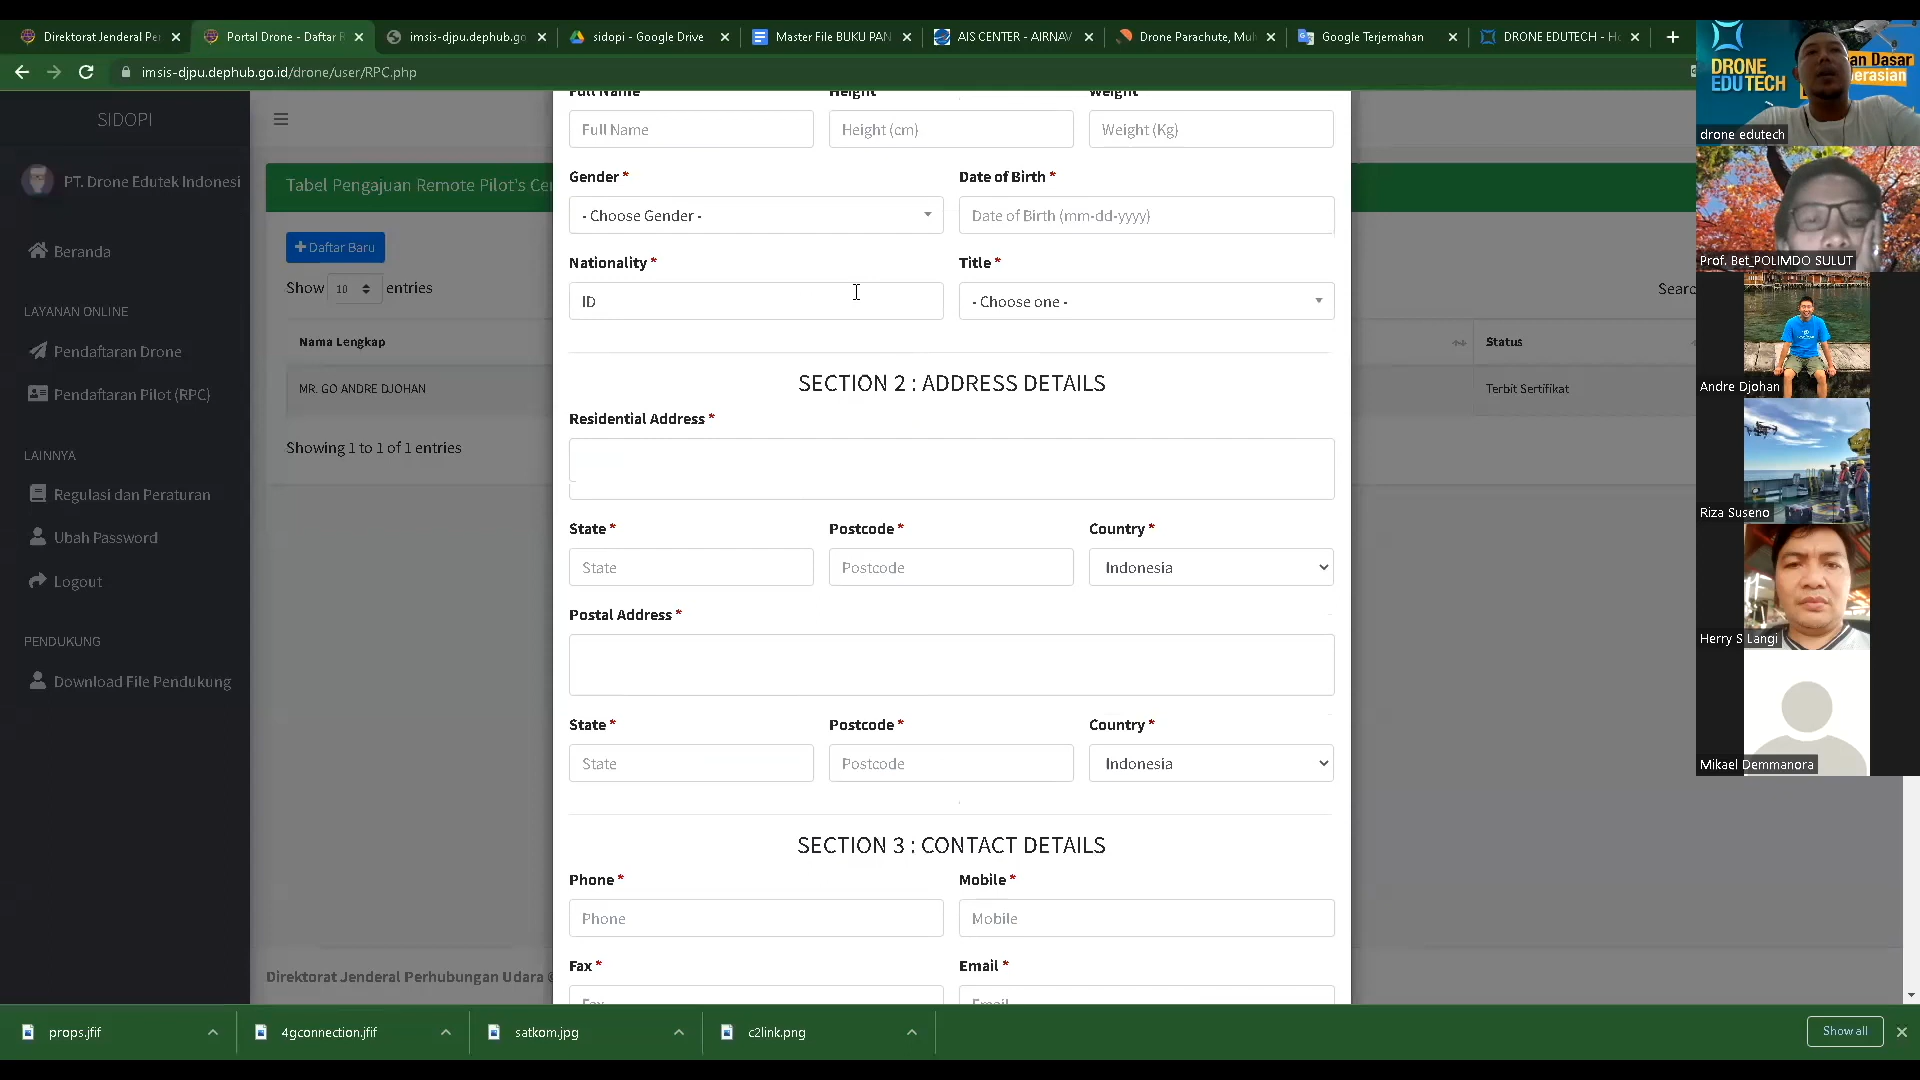 Direktorat Jenderal Pe
Portal Drone - Daftar R
imsis-djpu.dephub.go
sidopi - Google Drive
Master File BUKU PAN
AIS CENTER - AIRNAV
Drone Parachute, Mul
Google Terjemahan
DRONE EDUTECH - Ho
imsis-djpu.dephub.go.id/drone/user/RPC.php
SIDOPI
PT. Drone Edutek Indonesi
Beranda
LAYANAN ONLINE
Pendaftaran Drone
Pendaftaran Pilot (RPC)
LAINNYA
Regulasi dan Peraturan
Ubah Password
Logout
PENDUKUNG
Download File Pendukung
Tabel Pengajuan Remote Pilot's Ce
Daftar Baru
Show 10 entries
Searc
Nama Lengkap
Status
MR. GO ANDRE DJOHAN
Terbit Sertifikat
Showing 1 to 1 of 1 entries
Direktorat Jenderal Perhubungan Udara ©
Full Name Height Weight
Full Name Height (cm) Weight (Kg)
Gender * Date of Birth *
- Choose Gender - Date of Birth (mm-dd-yyyy)
Nationality * Title *
ID - Choose one -
SECTION 2 : ADDRESS DETAILS
Residential Address *
State * Postcode * Country *
State Postcode Indonesia
Postal Address *
State * Postcode * Country *
State Postcode Indonesia
SECTION 3 : CONTACT DETAILS
Phone * Mobile *
Phone Mobile
Fax * Email *
Fax Email
DRONE
EDUTECH
an Dasar
erasian
drone edutech
Prof. Bet_POLIMDO SULUT
Andre Djohan
Riza Suseno
Herry S Langi
Mikael Demmanora
props.jfif
4gconnection.jfif
satkom.jpg
c2link.png
Show all